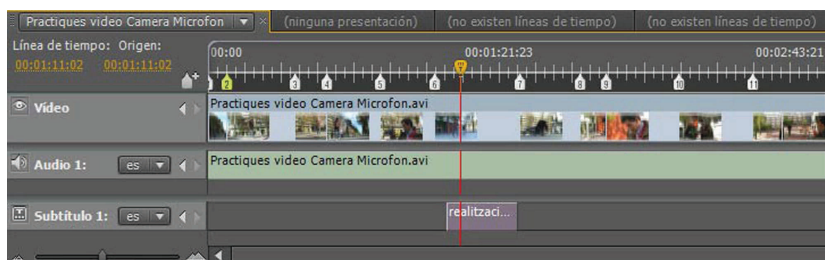 Practiques video Camera Microfon (ninguna presentación) (no existen líneas de tiempo) (no existen líneas de tiempo)
Línea de tiempo: Origen:
00:01:11:02 00:01:11:02
00:00 00:01:21:23 00:02:43:21
2 3 4 5 6 7 8 9 10 11
Vídeo
Practiques video Camera Microfon.avi
Audio 1: es
Practiques video Camera Microfon.avi
Subtítulo 1: es
realitzaci...